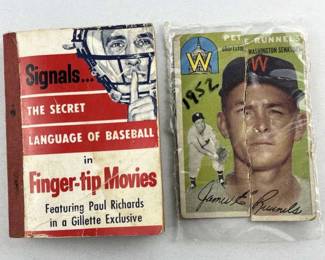 Signals...
THE SECRET
LANGUAGE OF BASEBALL
in
Finger-tip Movies
Featuring Paul Richards
in a Gillette Exclusive
PETE RUNNELS
shortstop WASHINGTON SENATORS
W
W
1952
James E. Runnels